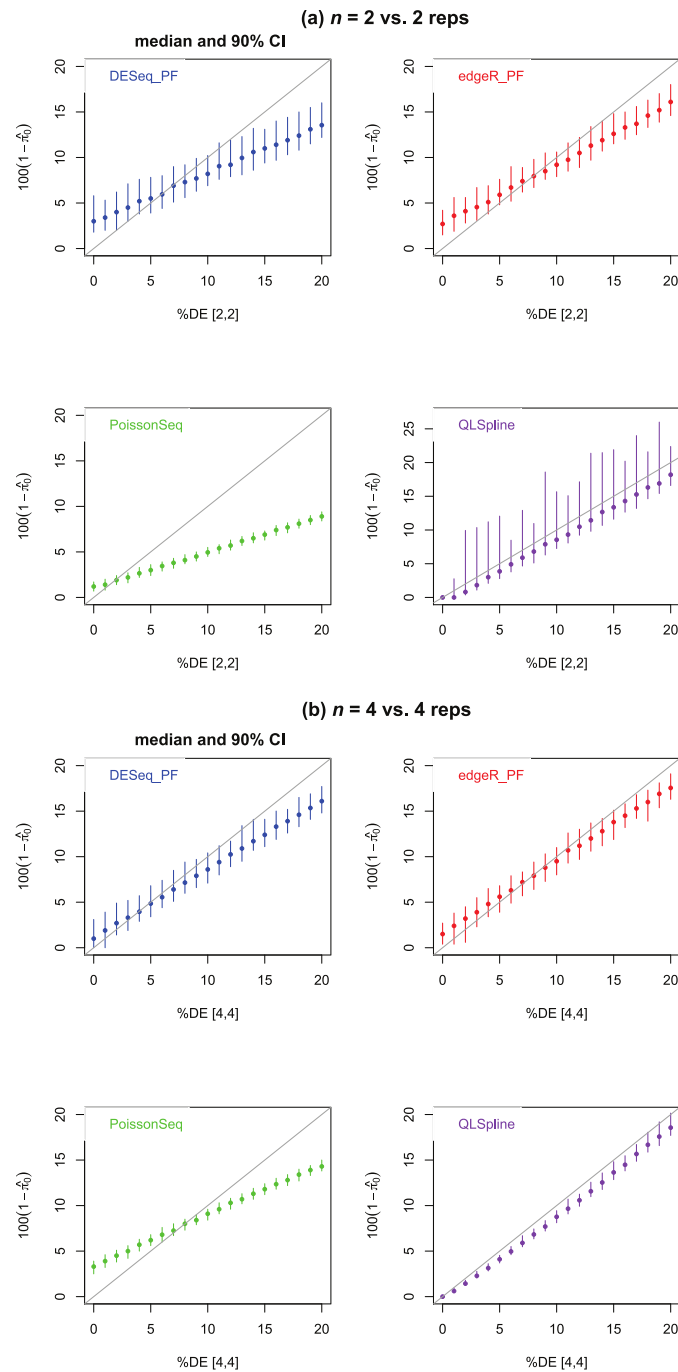 (a) n = 2 vs. 2 reps
median and 90% CI
DESeq_PF
100(1 − π̂₀)
0 5 10 15 20
0 5 10 15 20
%DE [2,2]
edgeR_PF
100(1 − π̂₀)
0 5 10 15 20
0 5 10 15 20
%DE [2,2]
PoissonSeq
100(1 − π̂₀)
0 5 10 15 20
0 5 10 15 20
%DE [2,2]
QLSpline
100(1 − π̂₀)
0 5 10 15 20 25
0 5 10 15 20
%DE [2,2]
(b) n = 4 vs. 4 reps
median and 90% CI
DESeq_PF
100(1 − π̂₀)
0 5 10 15 20
0 5 10 15 20
%DE [4,4]
edgeR_PF
100(1 − π̂₀)
0 5 10 15 20
0 5 10 15 20
%DE [4,4]
PoissonSeq
100(1 − π̂₀)
0 5 10 15 20
0 5 10 15 20
%DE [4,4]
QLSpline
100(1 − π̂₀)
0 5 10 15 20
0 5 10 15 20
%DE [4,4]